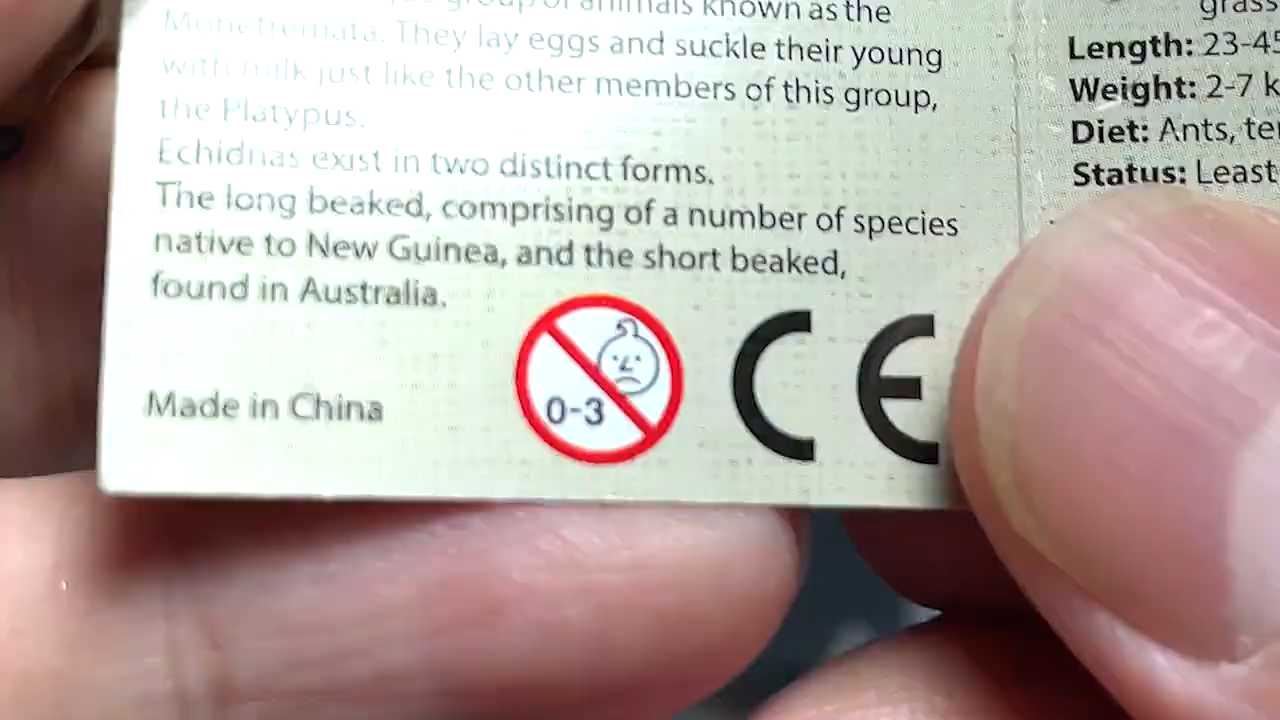 group of animals known as the
Monotremata. They lay eggs and suckle their young
with milk just like the other members of this group,
the Platypus.
Echidnas exist in two distinct forms.
The long beaked, comprising of a number of species
native to New Guinea, and the short beaked,
found in Australia.
Made in China
0-3
CE
grass
Length: 23-45
Weight: 2-7 k
Diet: Ants, te
Status: Least